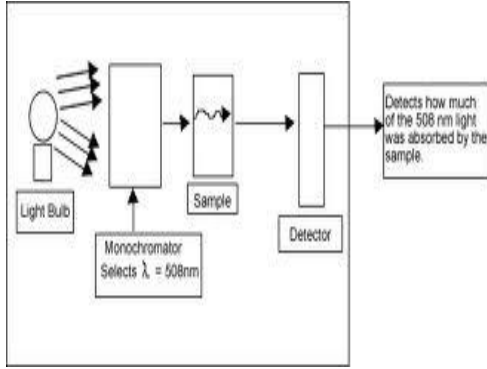 Light Bulb
Monochromator
Selects λ = 508nm
Sample
Detector
Detects how much
of the 508 nm light
was absorbed by the
sample.